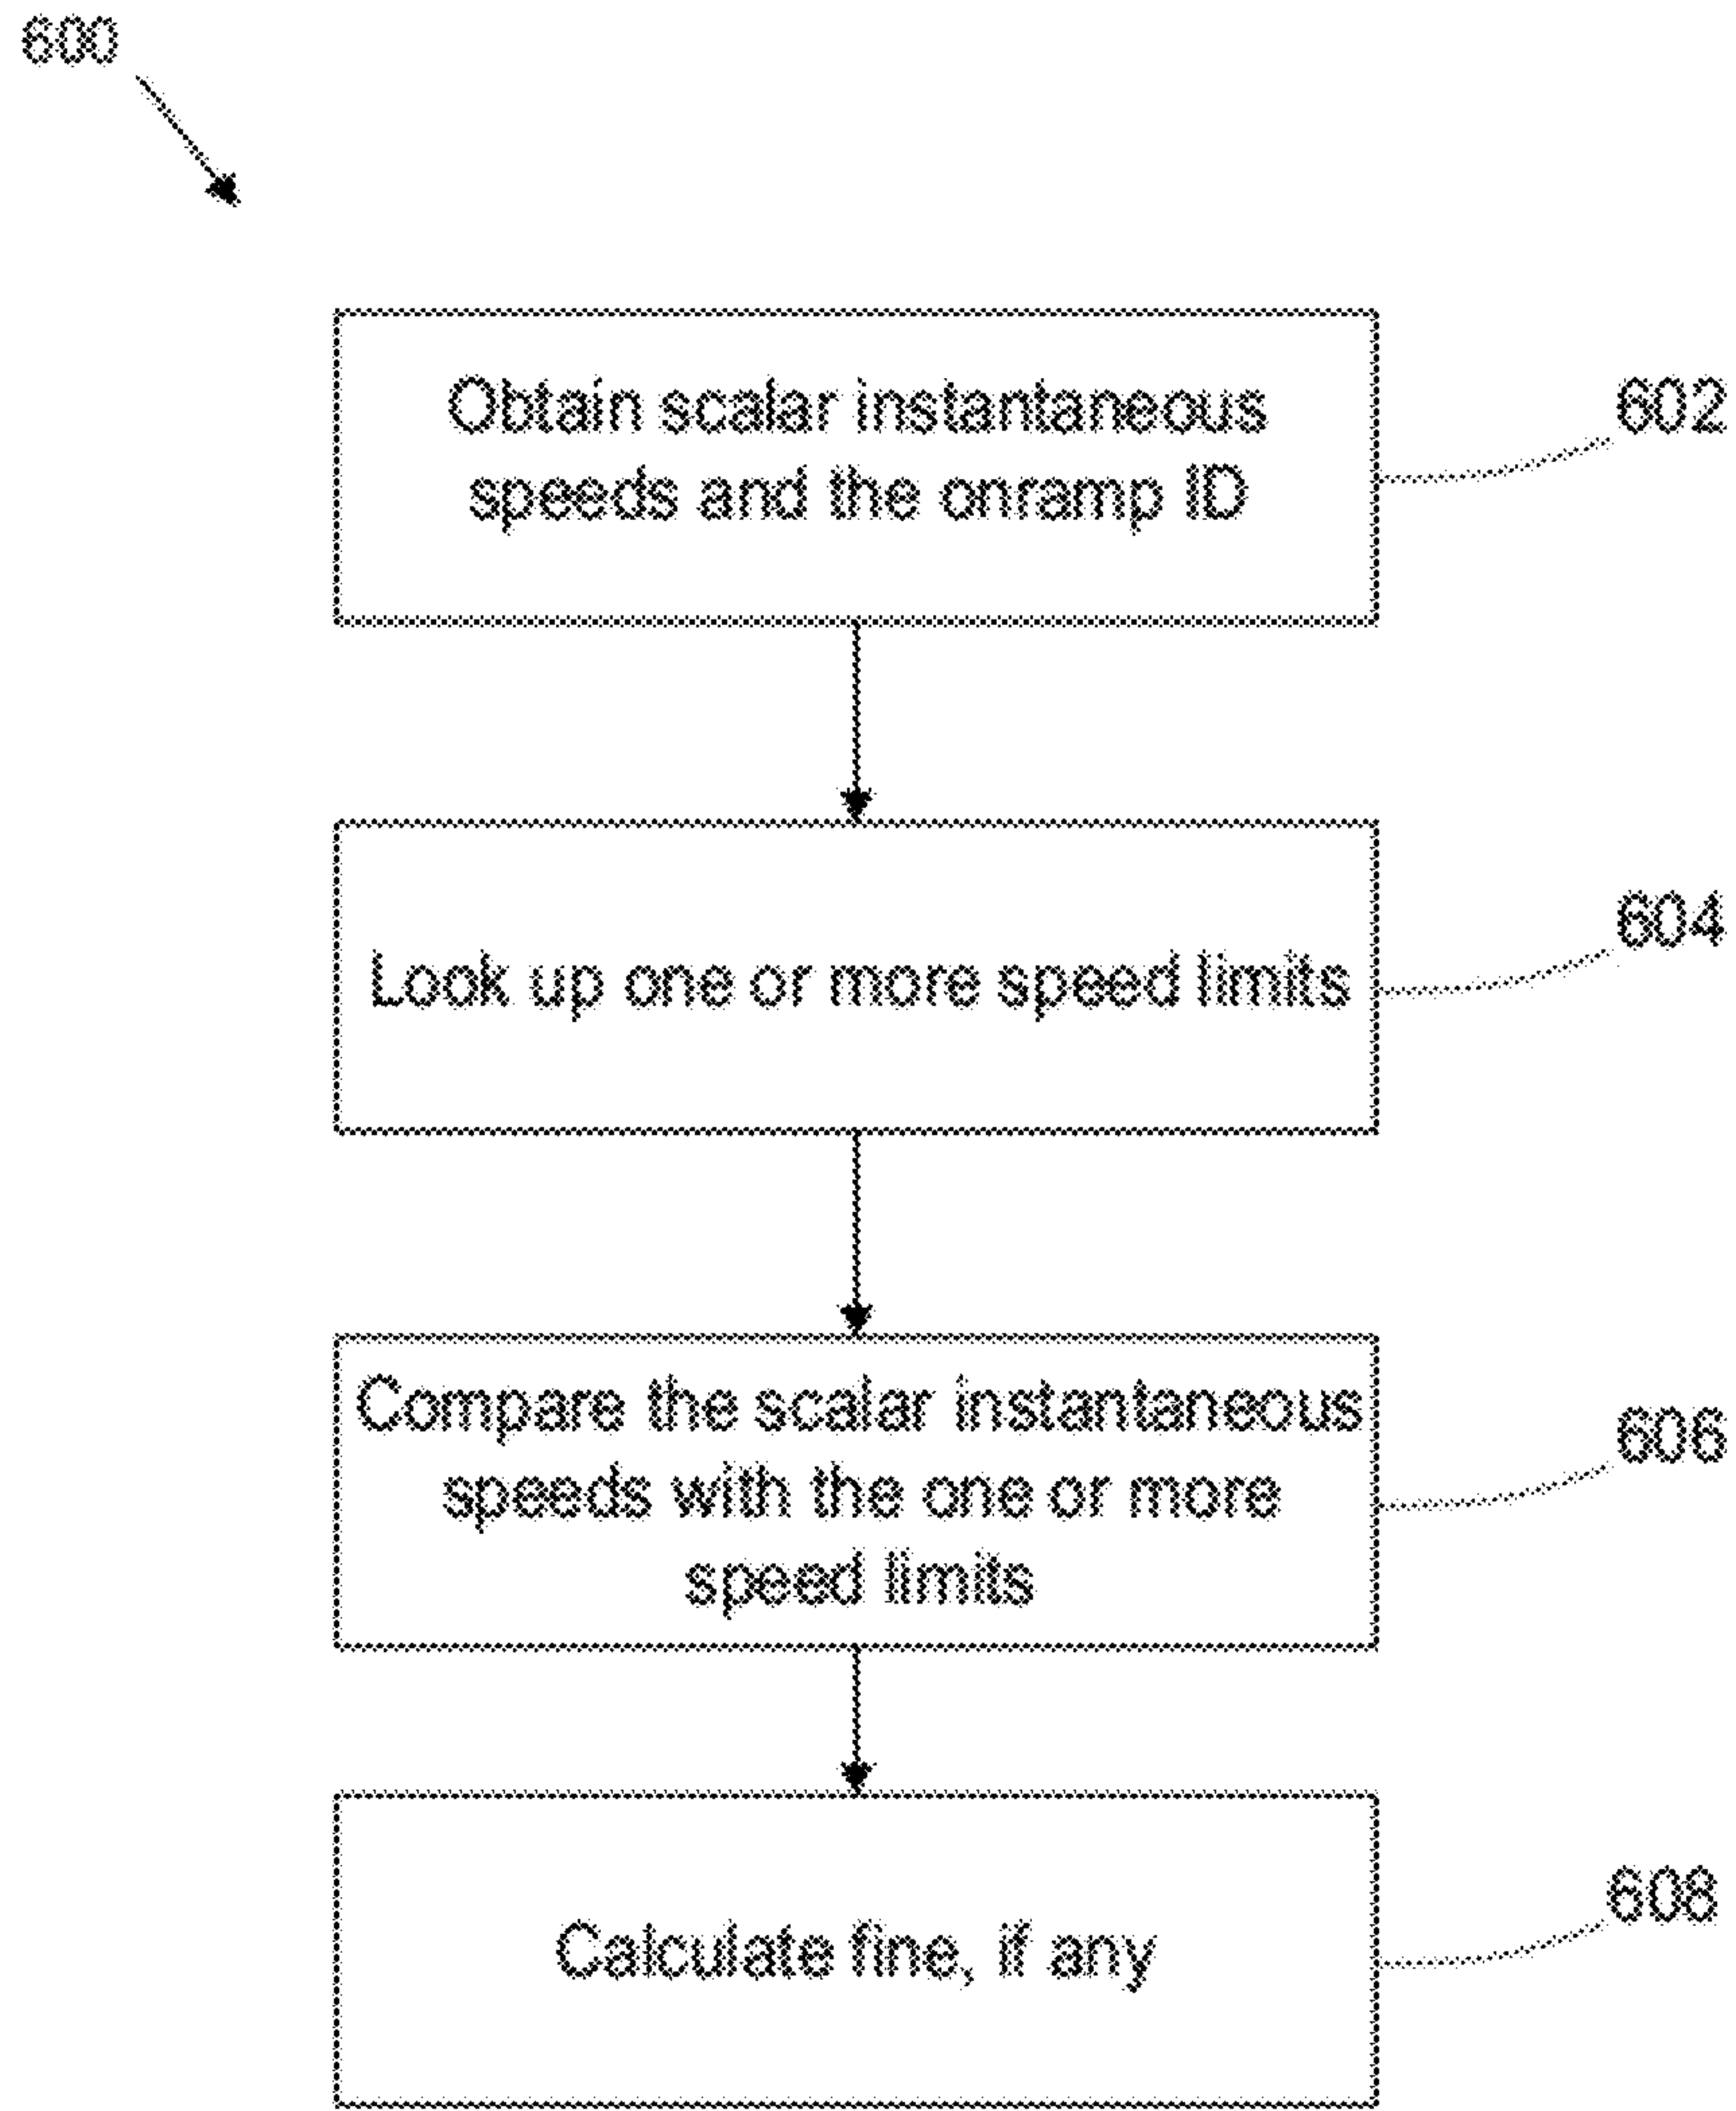 600
Obtain scalar instantaneous
speeds and the onramp ID
602
Look up one or more speed limits
604
Compare the scalar instantaneous
speeds with the one or more
speed limits
606
Calculate fine, if any
608